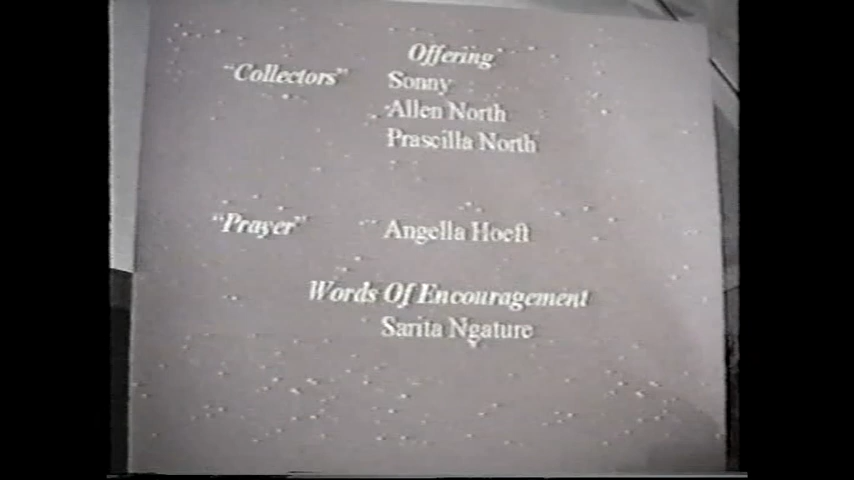 Offering
"Collectors" Sonny
Allen North
Prascilla North
"Prayer" Angella Hoeft
Words Of Encouragement
Sarita Ngature